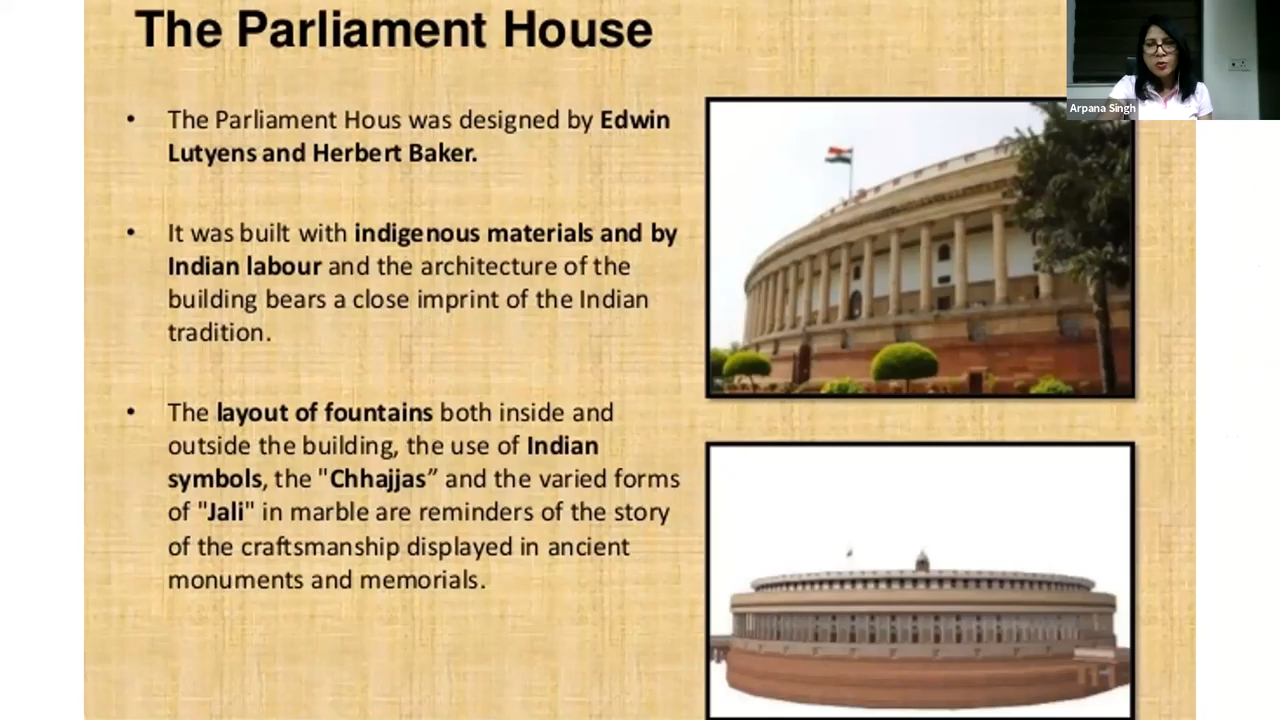 The Parliament House
Arpana Singh
• The Parliament Hous was designed by Edwin
Lutyens and Herbert Baker.
• It was built with indigenous materials and by
Indian labour and the architecture of the
building bears a close imprint of the Indian
tradition.
• The layout of fountains both inside and
outside the building, the use of Indian
symbols, the "Chhajjas” and the varied forms
of "Jali" in marble are reminders of the story
of the craftsmanship displayed in ancient
monuments and memorials.